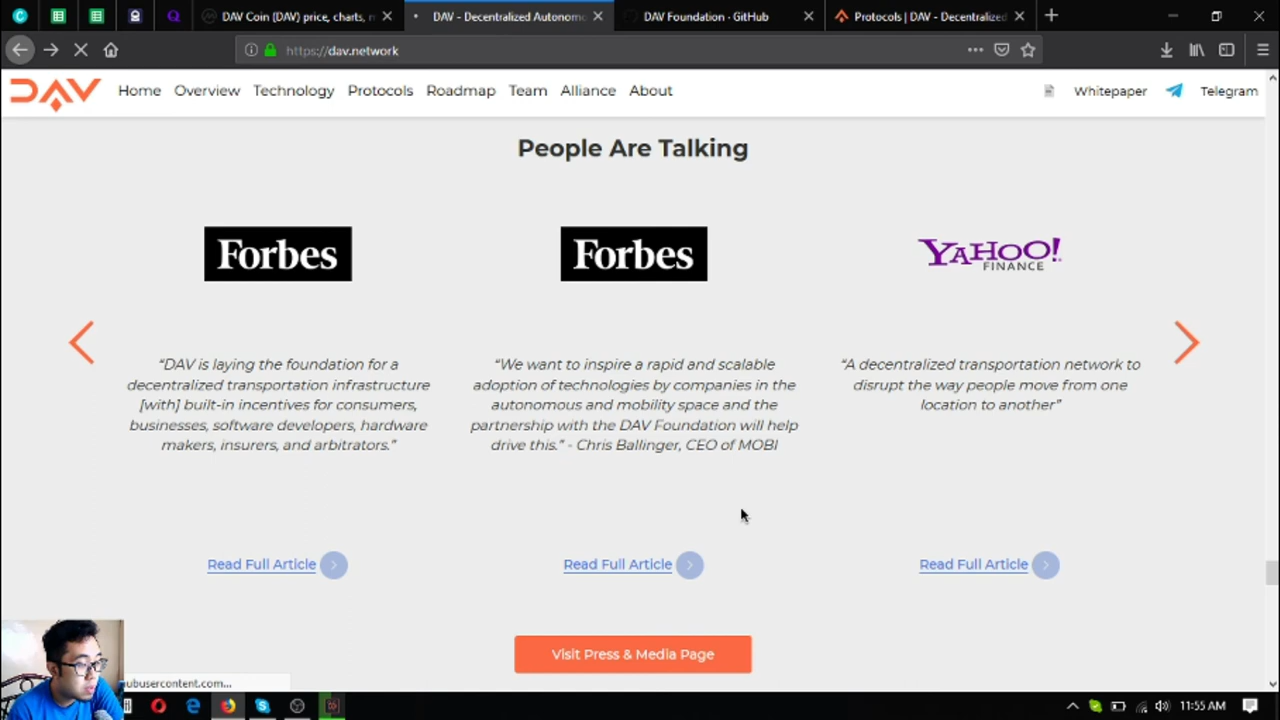 DAV Coin (DAV) price, charts, m
DAV - Decentralized Autonomo
DAV Foundation · GitHub
Protocols | DAV - Decentralized
https://dav.network
DAV
Home
Overview
Technology
Protocols
Roadmap
Team
Alliance
About
Whitepaper
Telegram
People Are Talking
Forbes
“DAV is laying the foundation for a
decentralized transportation infrastructure
[with] built-in incentives for consumers,
businesses, software developers, hardware
makers, insurers, and arbitrators.”
Read Full Article
Forbes
“We want to inspire a rapid and scalable
adoption of technologies by companies in the
autonomous and mobility space and the
partnership with the DAV Foundation will help
drive this.” - Chris Ballinger, CEO of MOBI
Read Full Article
YAHOO!
FINANCE
“A decentralized transportation network to
disrupt the way people move from one
location to another”
Read Full Article
Visit Press & Media Page
ubusercontent.com...
11:55 AM